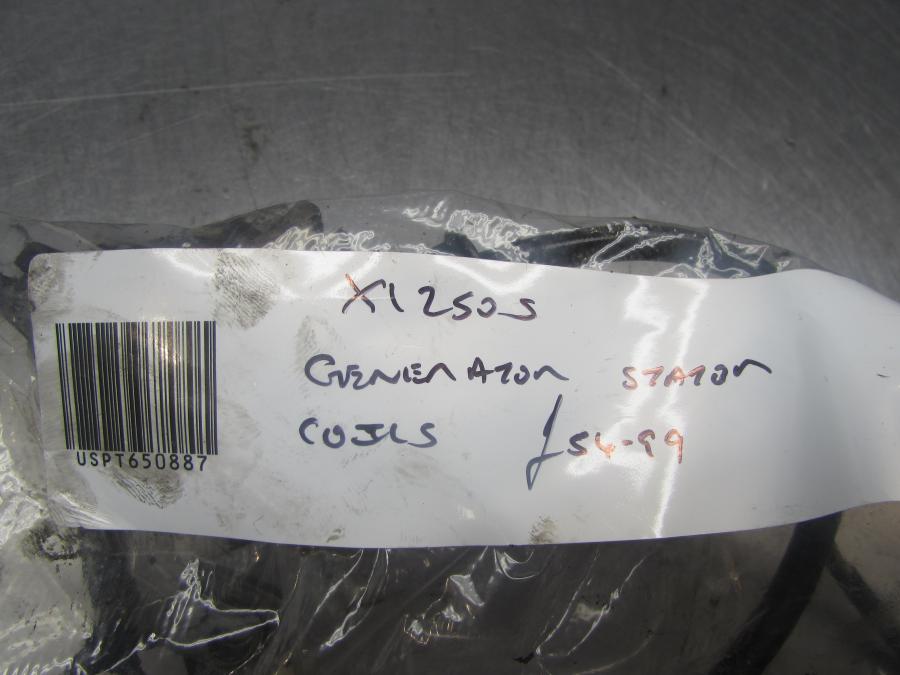 XL250S
GENERATOR STATOR
COILS £54-99
USPT650887